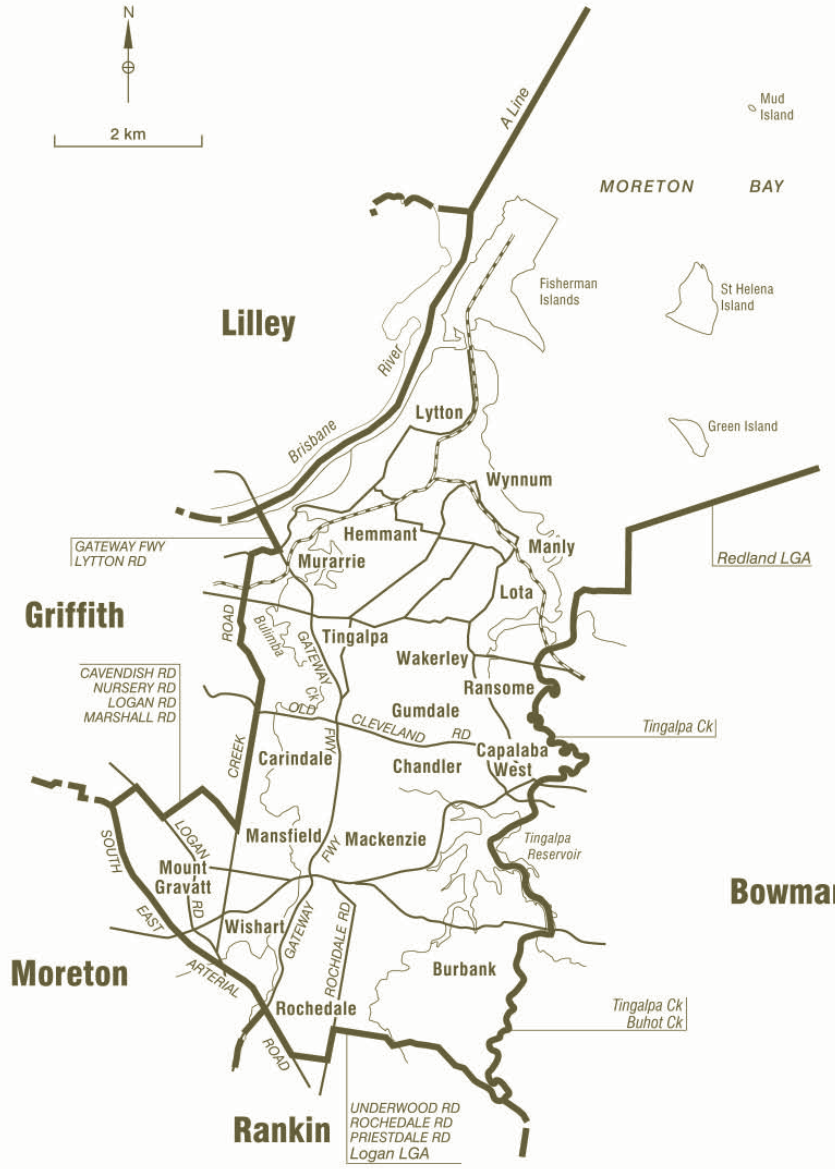 N
2 km
A Line
Mud
Island
MORETON BAY
Fisherman
Islands
St Helena
Island
Lilley
River
Brisbane
Lytton
Green Island
Wynnum
GATEWAY FWY
LYTTON RD
Hemmant
Murarrie
Manly
Redland LGA
Lota
Griffith
ROAD
Bulimba
GATEWAY
Tingalpa
Wakerley
CAVENDISH RD
NURSERY RD
LOGAN RD
MARSHALL RD
Ck
Ransome
OLD
CLEVELAND RD
Gumdale
FWY
Tingalpa Ck
CREEK
Carindale
Chandler
Capalaba
West
SOUTH
LOGAN
Mansfield
Mackenzie
FWY
Tingalpa
Reservoir
Mount
Gravatt
RD
EAST
Wishart
GATEWAY
ROCHDALE RD
Bowman
Moreton
ARTERIAL
Burbank
Rochedale
Tingalpa Ck
Buhot Ck
ROAD
Rankin
UNDERWOOD RD
ROCHEDALE RD
PRIESTDALE RD
Logan LGA